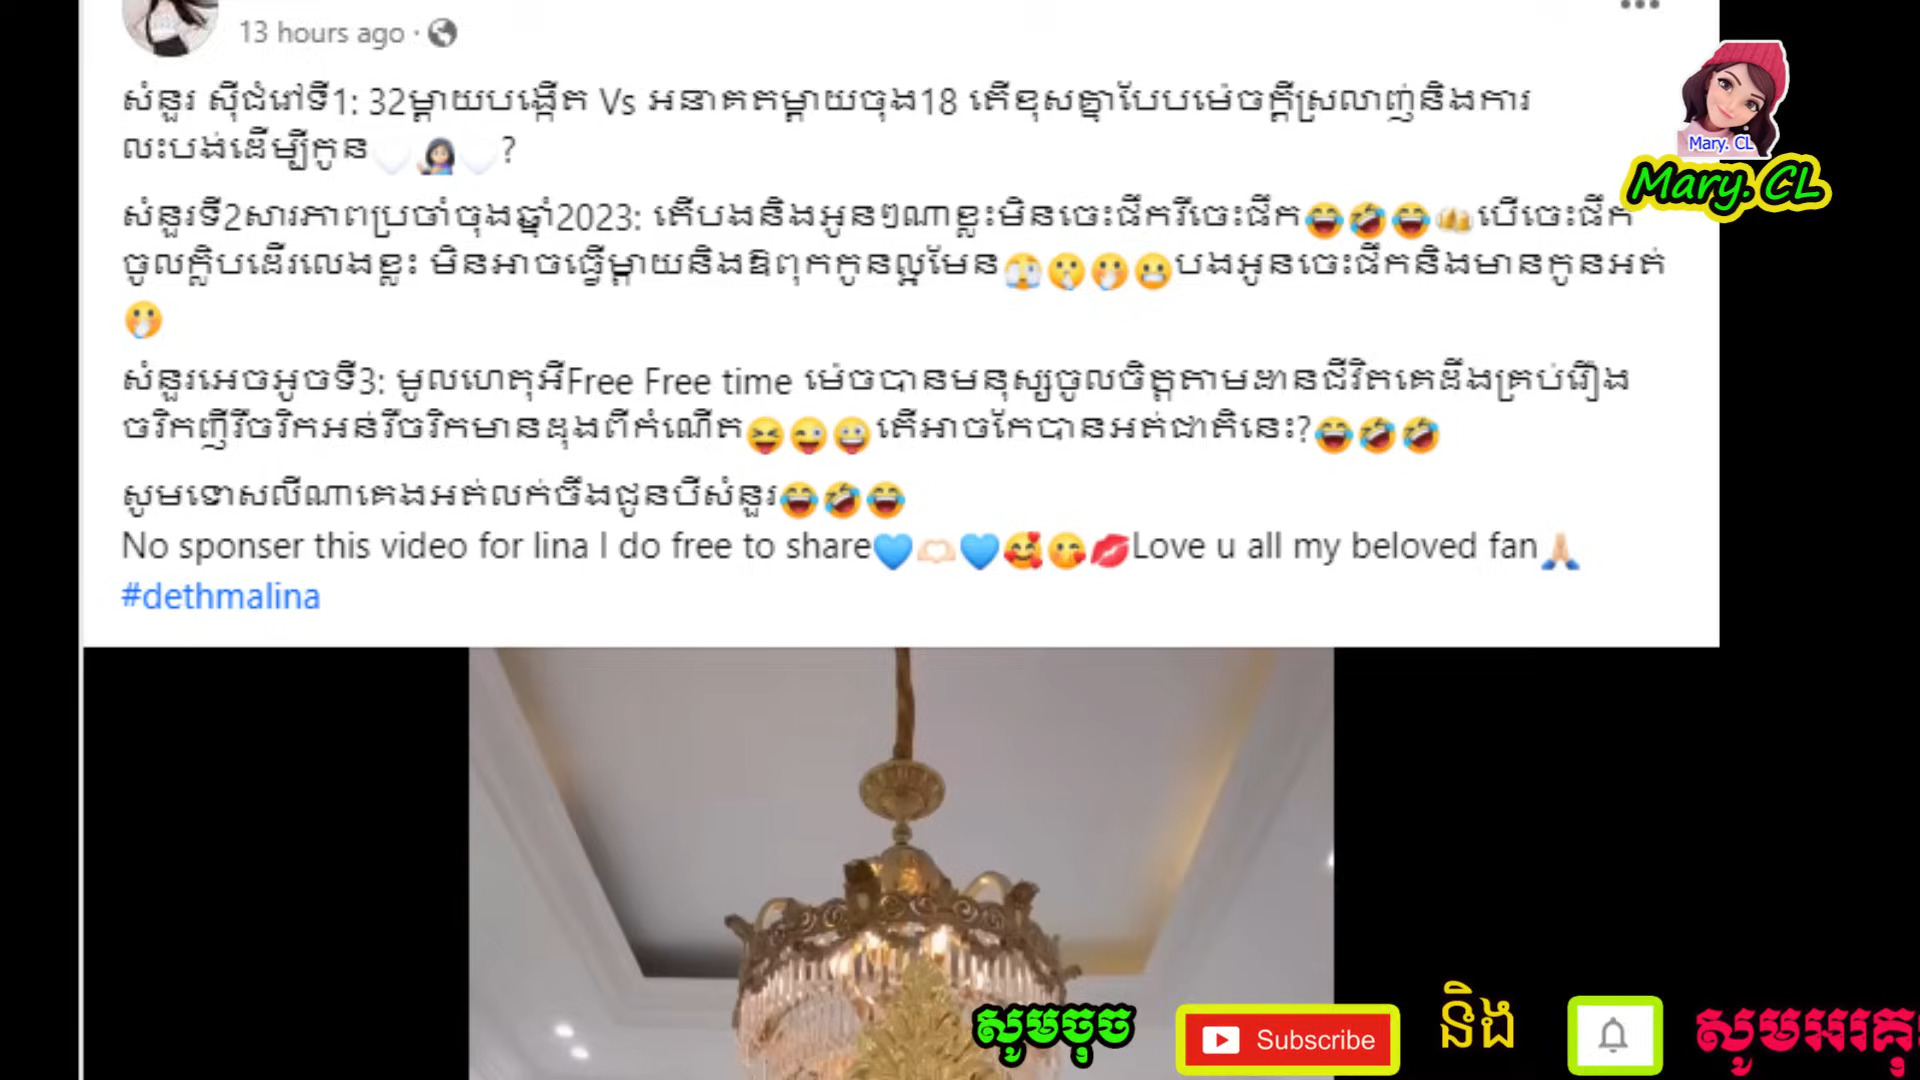 13 hours ago ·
សំនួរ ស៊ីជំរៅទី1: 32ម្តាយបង្កើត Vs អនាគតម្តាយចុង18 តើខុសគ្នាបែបម៉េចក្តីស្រលាញ់និងការ
លះបង់ដើម្បីកូន🤍👩🏻‍🍼🤍?
សំនួរទី2សារភាពប្រចាំចុងឆ្នាំ2023: តើបងនិងអូនៗណាខ្លះមិនចេះផឹករឺចេះផឹក😂🤣😂🍻បើចេះផឹក
ចូលក្លិបដើរលេងខ្លះ មិនអាចធ្វើម្តាយនិងឱពុកកូនល្អមែន🫣🤫🫢😬បងអូនចេះផឹកនិងមានកូនអត់
🫢
សំនួរអេចអូចទី3: មូលហេតុអីFree Free time ម៉េចបានមនុស្សចូលចិត្តតាមដានជីវិតគេដឹងគ្រប់រឿង
ចរិកញីរឺចរិកអន់រឺចរិកមានដុងពីកំណើត😝😜🤪តើអាចកែបានអត់ជាតិនេះ?😂🤣🤣
សូមទោសលីណាគេងអត់លក់ចឹងជូនបីសំនួរ😂🤣😂
No sponser this video for lina I do free to share💙🫶🏻💙🥰😘💋Love u all my beloved fan🙏🏻
#dethmalina
Mary. CL
Mary. CL
សូមចុច
Subscribe
និង
សូមអរគុ